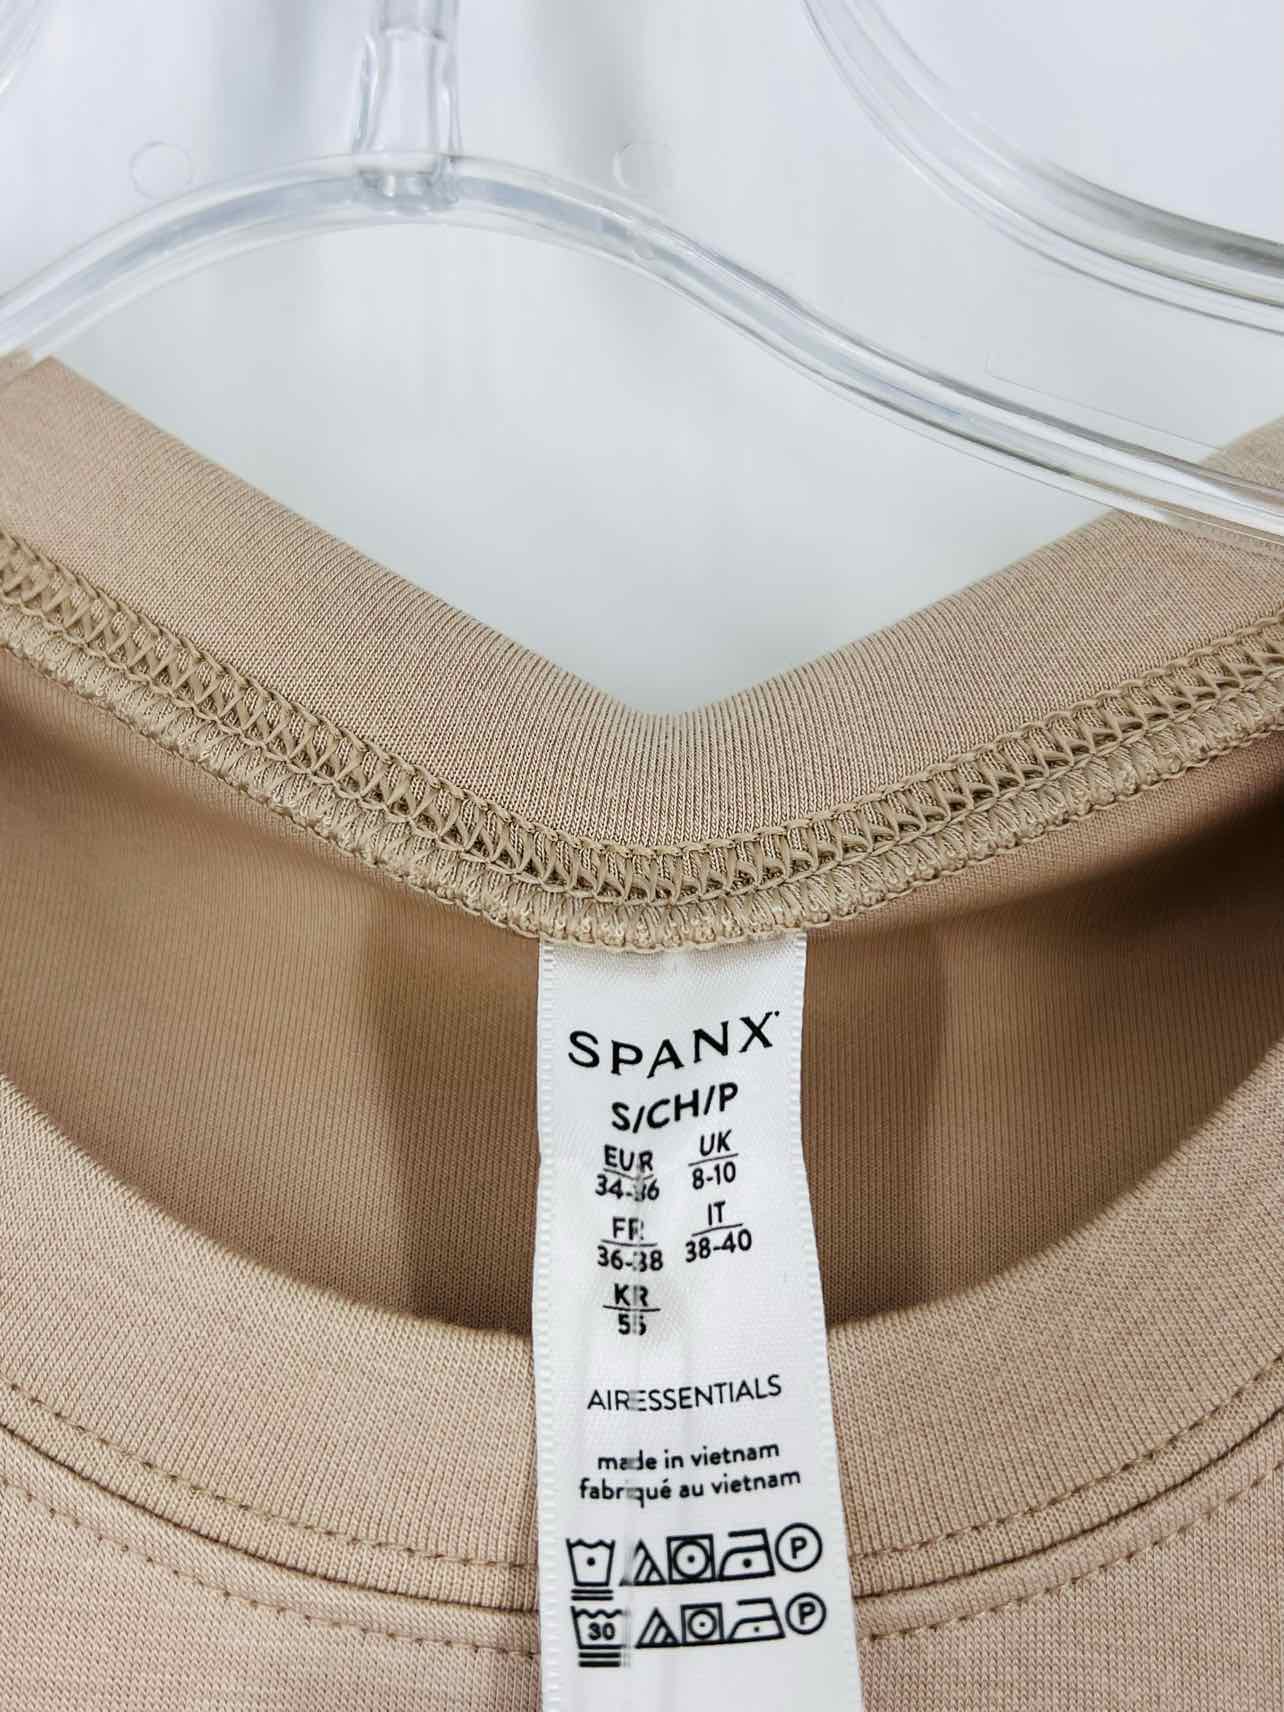 SPANX
S/CH/P
EUR UK
34-36 8-10
FR IT
36-38 38-40
KR
55
AIRESSENTIALS
made in vietnam
fabriqué au vietnam
P
30 P